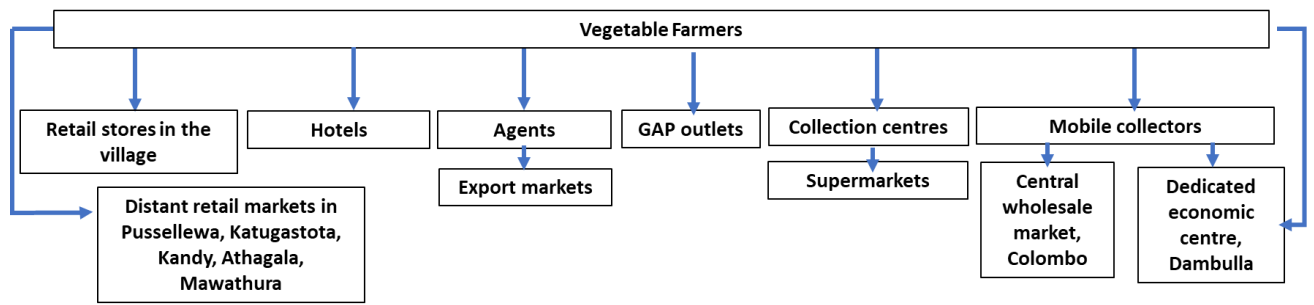 Vegetable Farmers
Retail stores in the
village
Hotels
Agents
GAP outlets
Collection centres
Mobile collectors
Export markets
Supermarkets
Central
wholesale
market,
Colombo
Dedicated
economic
centre,
Dambulla
Distant retail markets in
Pussellewa, Katugastota,
Kandy, Athagala,
Mawathura